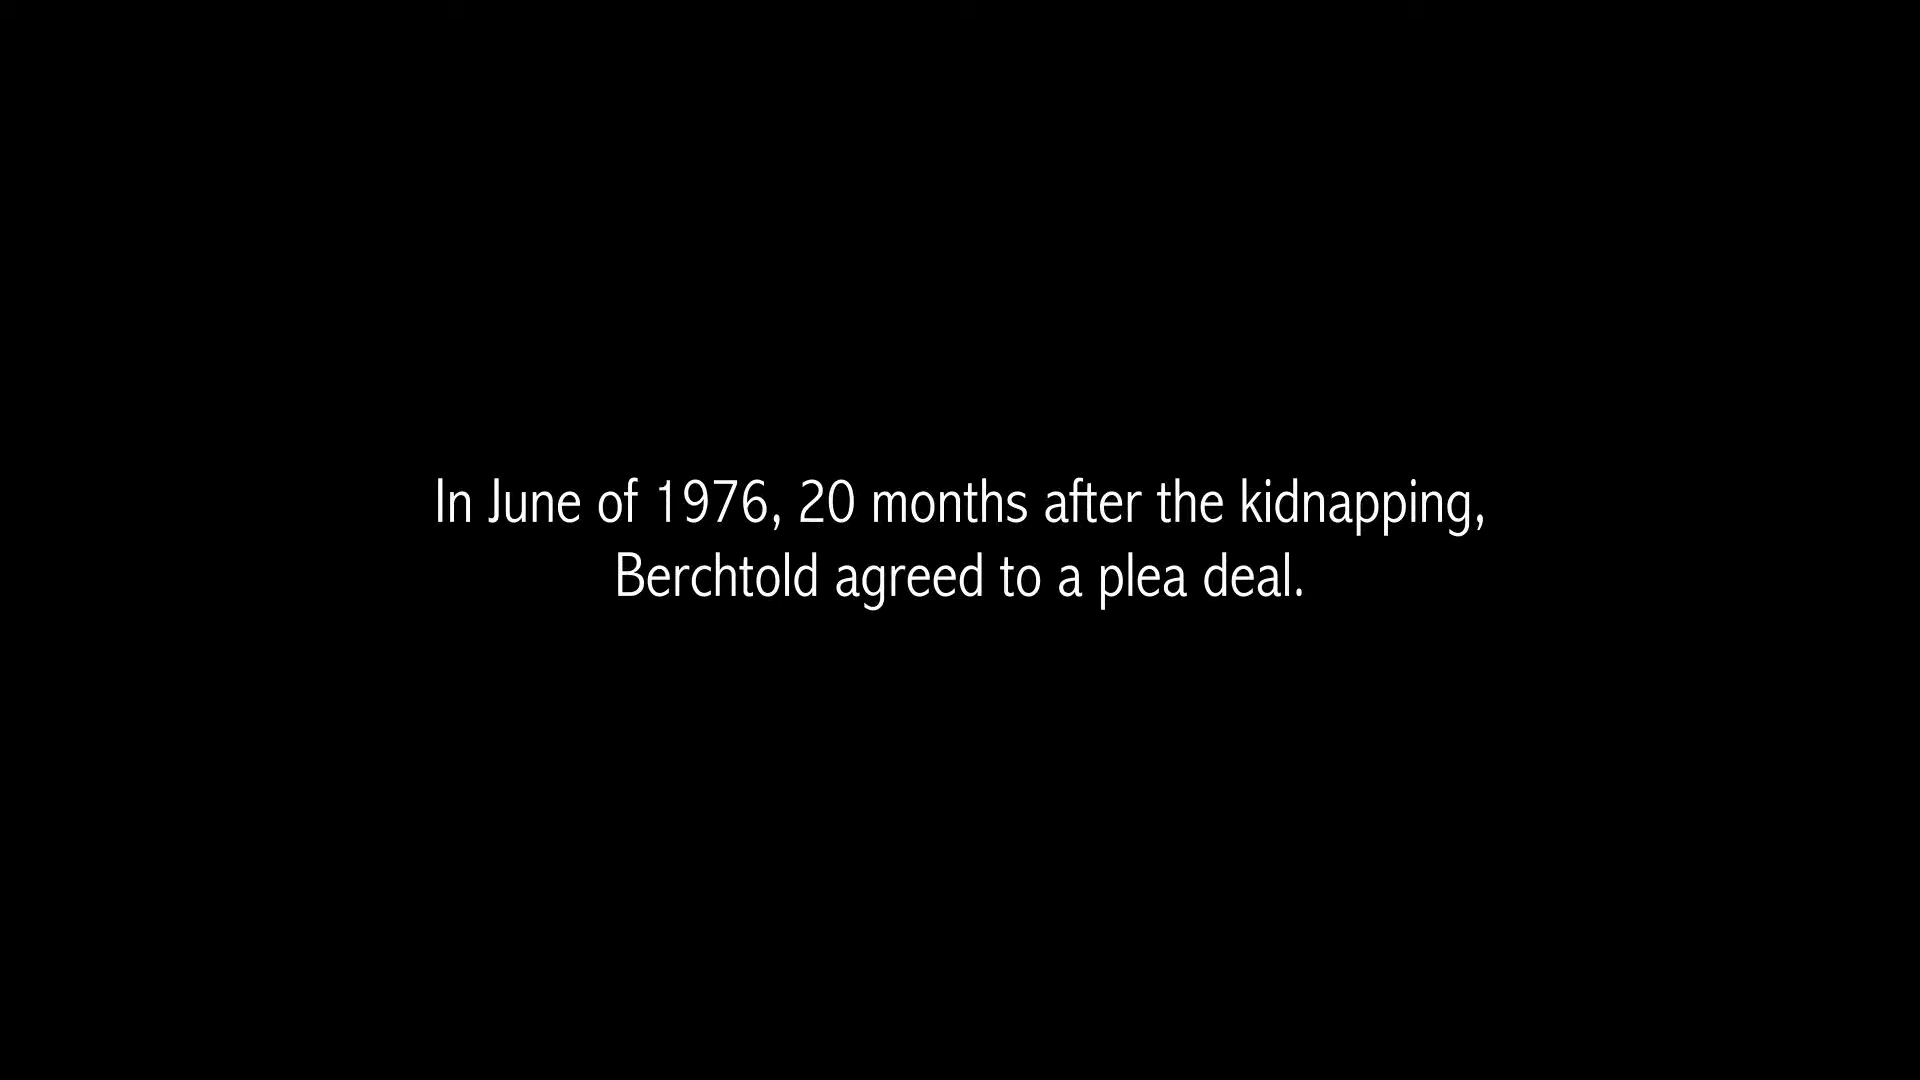 In June of 1976, 20 months after the kidnapping,
Berchtold agreed to a plea deal.